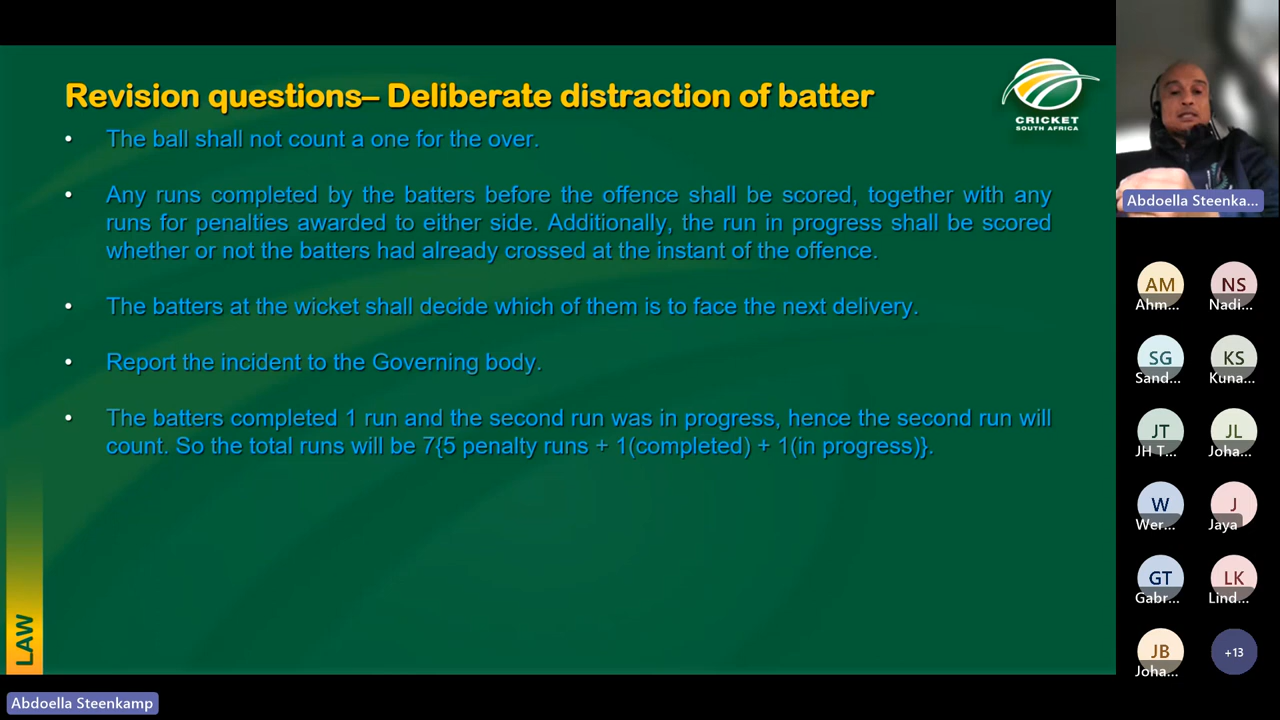 Revision questions– Deliberate distraction of batter
CRICKET
SOUTH AFRICA
• The ball shall not count a one for the over.
• Any runs completed by the batters before the offence shall be scored, together with any
runs for penalties awarded to either side. Additionally, the run in progress shall be scored
whether or not the batters had already crossed at the instant of the offence.
• The batters at the wicket shall decide which of them is to face the next delivery.
• Report the incident to the Governing body.
• The batters completed 1 run and the second run was in progress, hence the second run will
count. So the total runs will be 7{5 penalty runs + 1(completed) + 1(in progress)}.
LAW
Abdoella Steenkamp
Abdoella Steenka...
AM
Ahm...
NS
Nadi...
SG
Sand...
KS
Kuna...
JT
JH T...
JL
Joha...
W
Wer...
J
Jaya
GT
Gabr...
LK
Lind...
JB
Joha...
+13